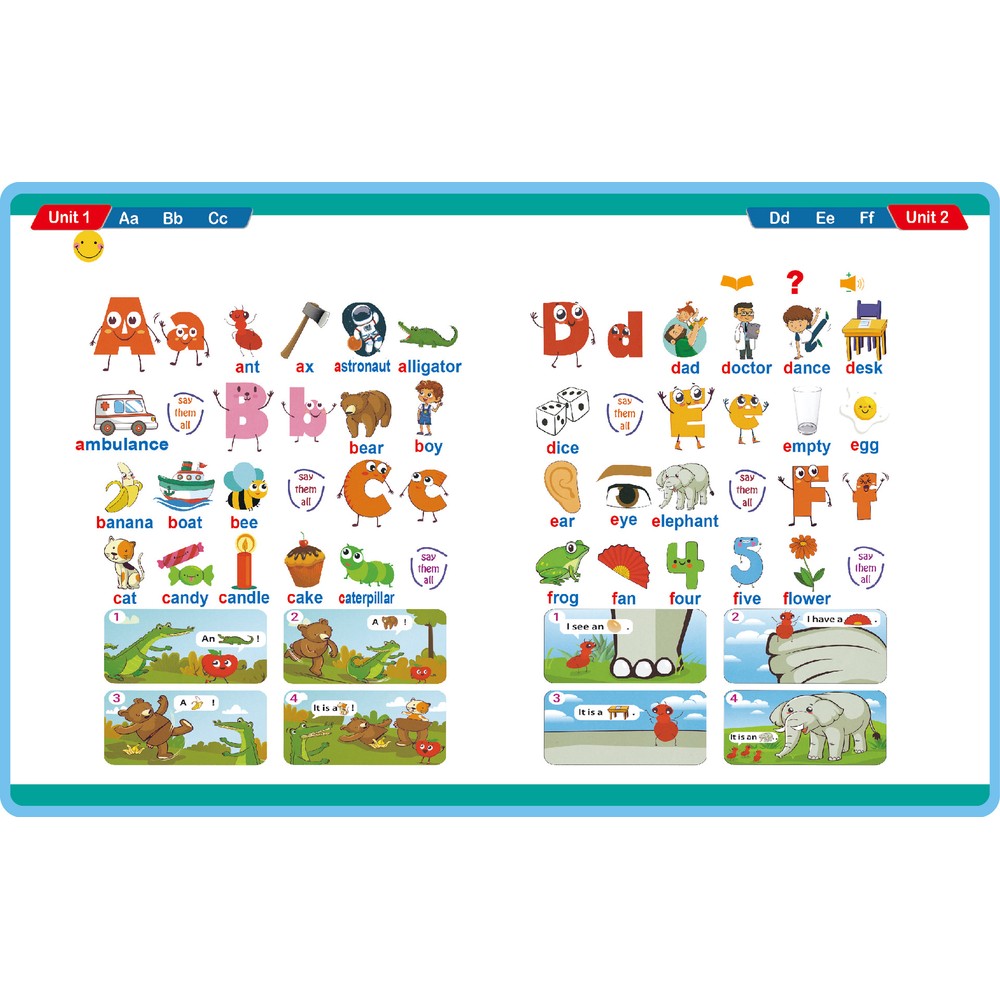 Unit 1 Aa Bb Cc
A a
ant ax astronaut alligator
ambulance
say
them
all
B b
bear boy
banana boat bee
say
them
all
C c
cat candy candle cake caterpillar
say
them
all
1
An !
2
A !
3
A !
4
It is a !
Dd Ee Ff Unit 2
?
D d
dad doctor dance desk
dice
say
them
all
E e
empty egg
ear eye elephant
say
them
all
F f
frog fan four five flower
4 5
say
them
all
1
I see an .
2
I have a .
3
It is a .
4
It is an .